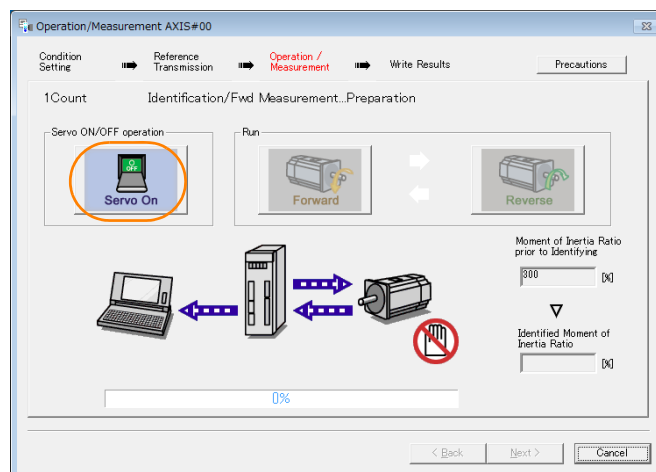 Operation/Measurement AXIS#00
Condition Setting
Reference Transmission
Operation / Measurement
Write Results
Precautions
1Count Identification/Fwd Measurement...Preparation
Servo ON/OFF operation
Run
OFF
Servo On
Forward
Reverse
Moment of Inertia Ratio
prior to Identifying
300 [%]
Identified Moment of
Inertia Ratio
[%]
0%
< Back
Next >
Cancel